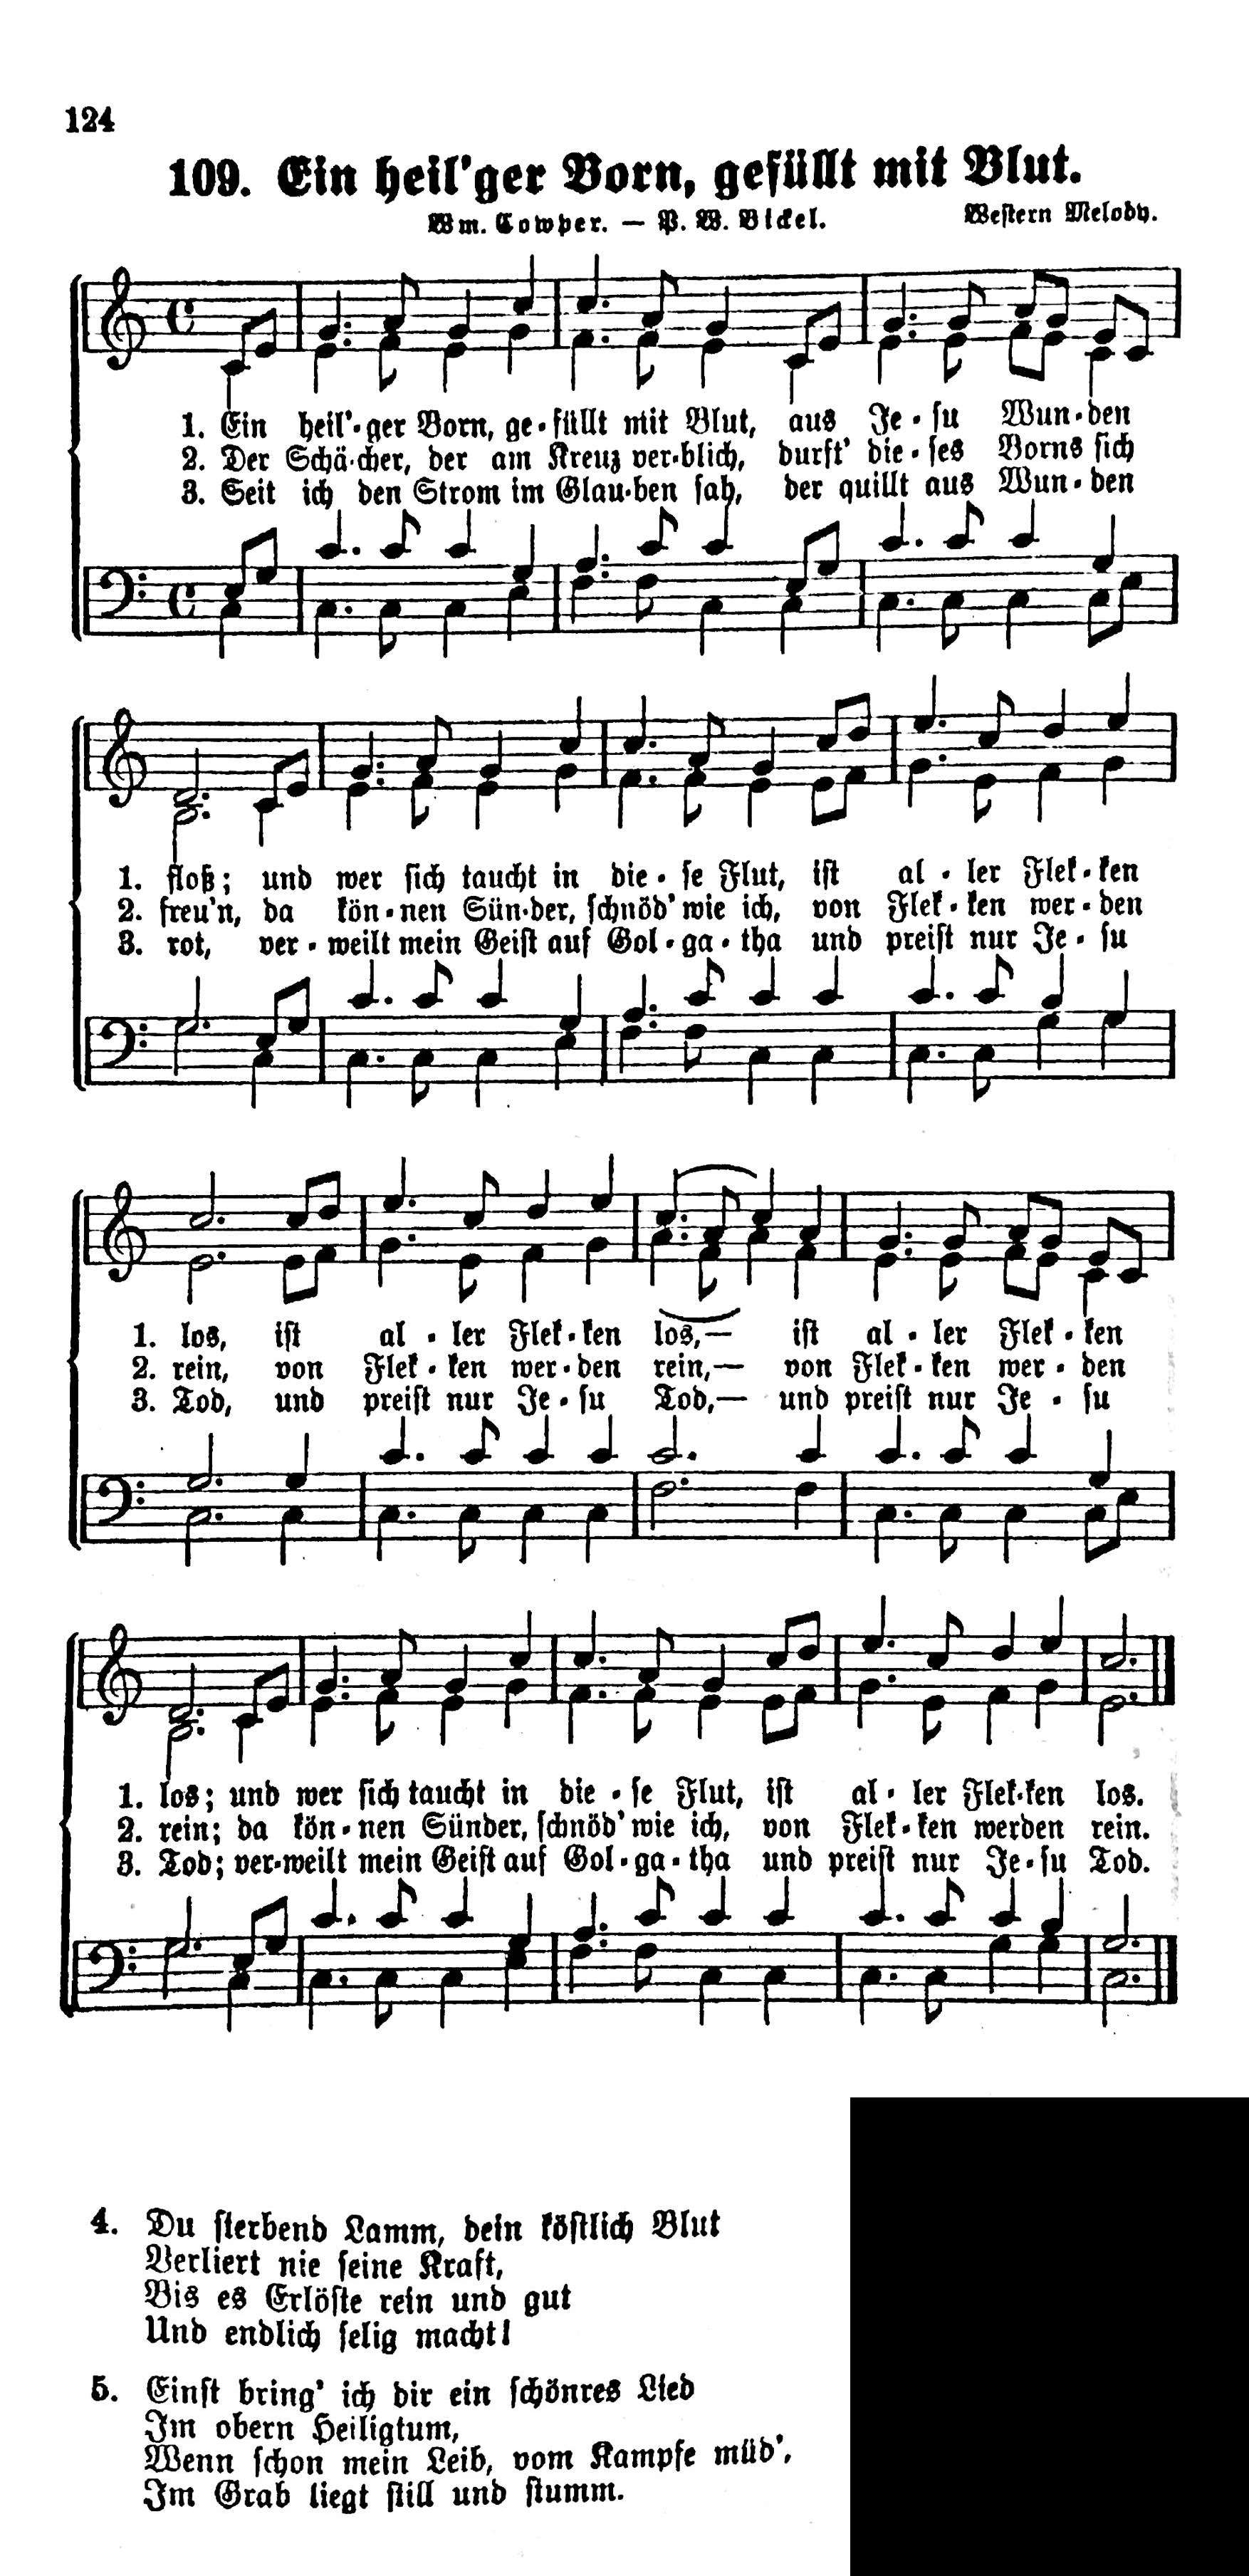 124
109. Ein heil'ger Born, gefüllt mit Blut.
Wm. Cowper. — P. W. Bickel.
Western Melody.
1. Ein heil'-ger Born, ge-füllt mit Blut, aus Je-su Wun-den
2. Der Schä-cher, der am Kreuz ver-blich, durft' die-ses Borns sich
3. Seit ich den Strom im Glau-ben sah, der quillt aus Wun-den
1. floß; und wer sich taucht in die-se Flut, ist al-ler Flek-ken
2. freu'n, da kön-nen Sün-der, schnöd' wie ich, von Flek-ken wer-den
3. rot, ver-weilt mein Geist auf Gol-ga-tha und preist nur Je-su
1. los, ist al-ler Flek-ken los,— ist al-ler Flek-ken
2. rein, von Flek-ken wer-den rein,— von Flek-ken wer-den
3. Tod, und preist nur Je-su Tod,— und preist nur Je-su
1. los; und wer sich taucht in die-se Flut, ist al-ler Flek-ken los.
2. rein; da kön-nen Sünder, schnöd' wie ich, von Flek-ken werden rein.
3. Tod; ver-weilt mein Geist auf Gol-ga-tha und preist nur Je-su Tod.
4. Du sterbend Lamm, dein köstlich Blut
Verliert nie seine Kraft,
Bis es Erlöste rein und gut
Und endlich selig macht!
5. Einst bring' ich dir ein schönres Lied
Im obern Heiligtum,
Wenn schon mein Leib, vom Kampfe müd',
Im Grab liegt still und stumm.